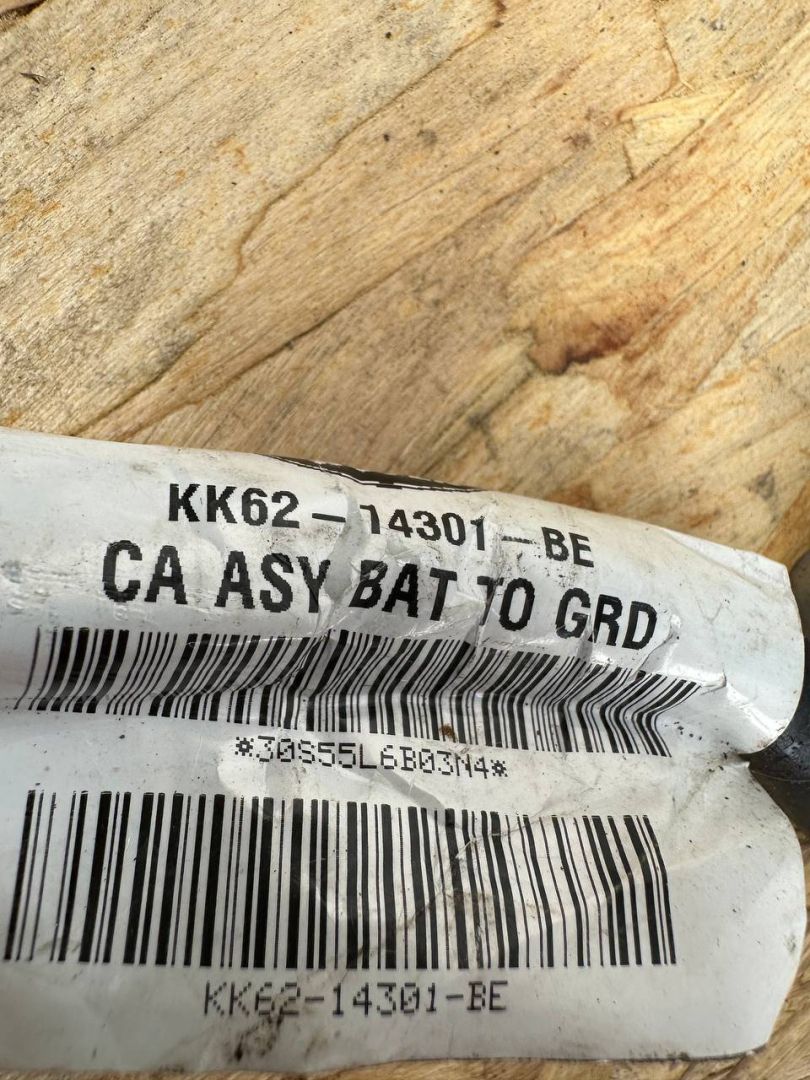 KK62-14301-BE
CA ASY BAT TO GRD
*30S55L6B03N4*
KK62-14301-BE